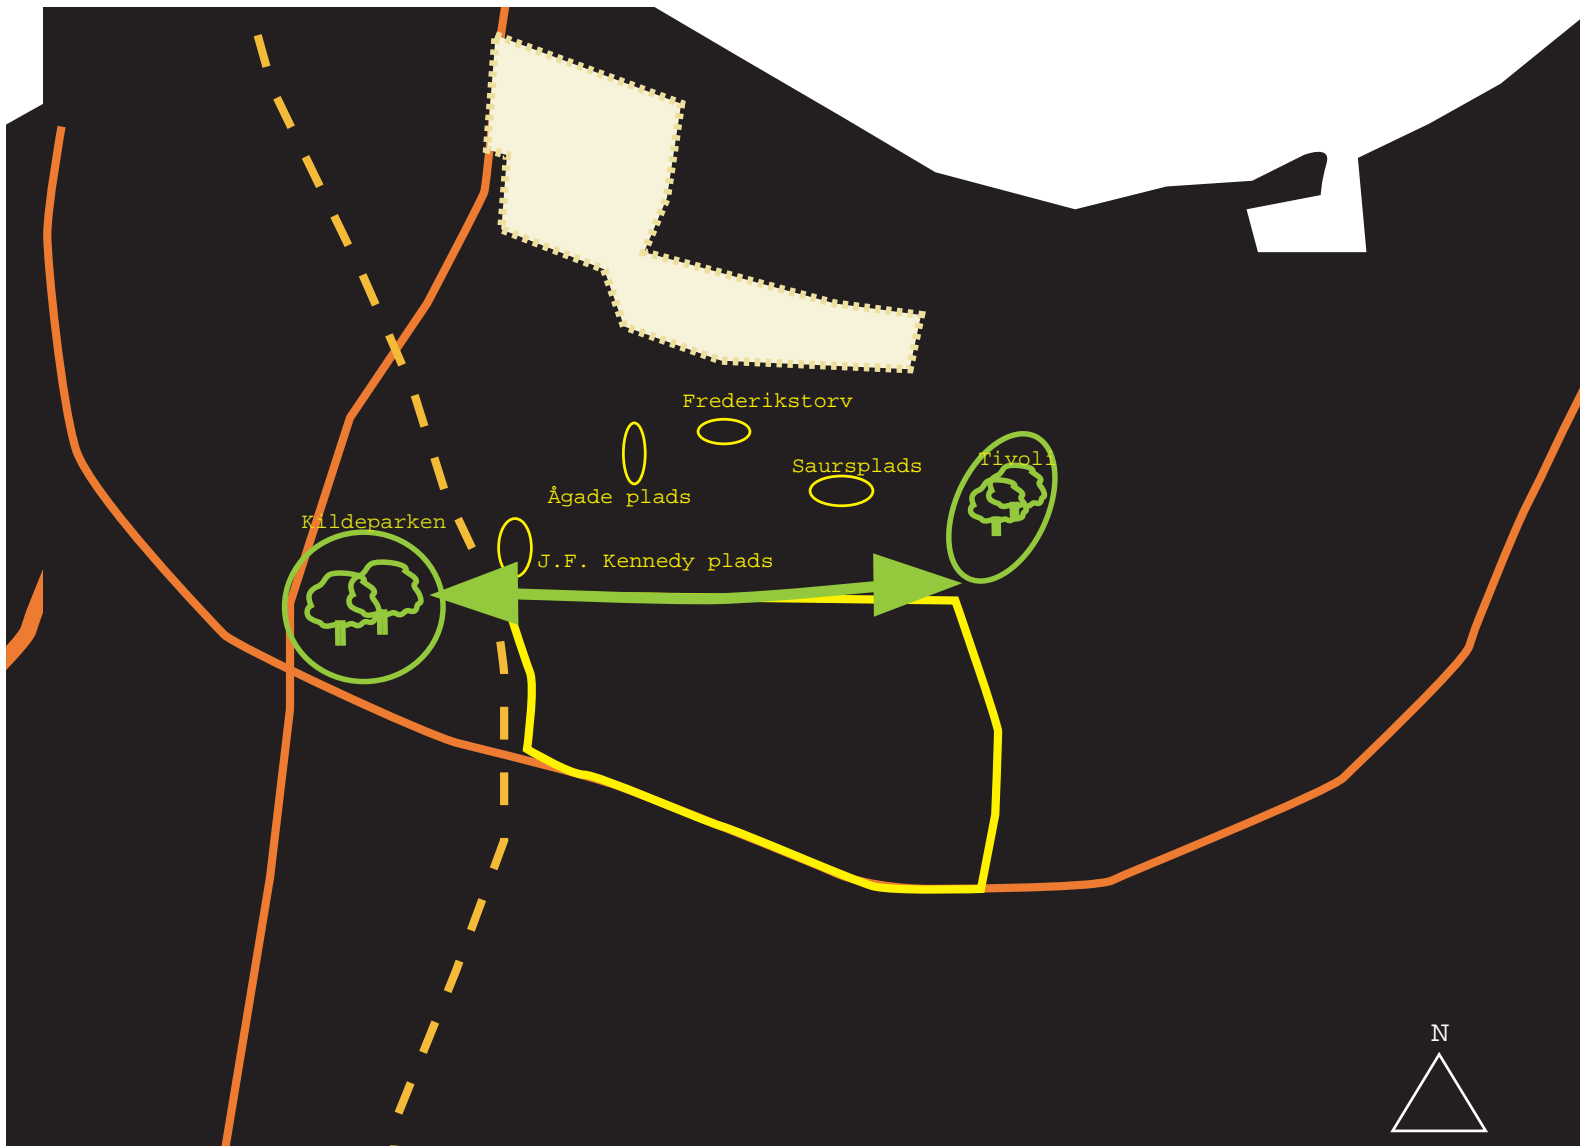 Frederikstorv
Saursplads
Tivoli
Ågade plads
Kildeparken
J.F. Kennedy plads
N